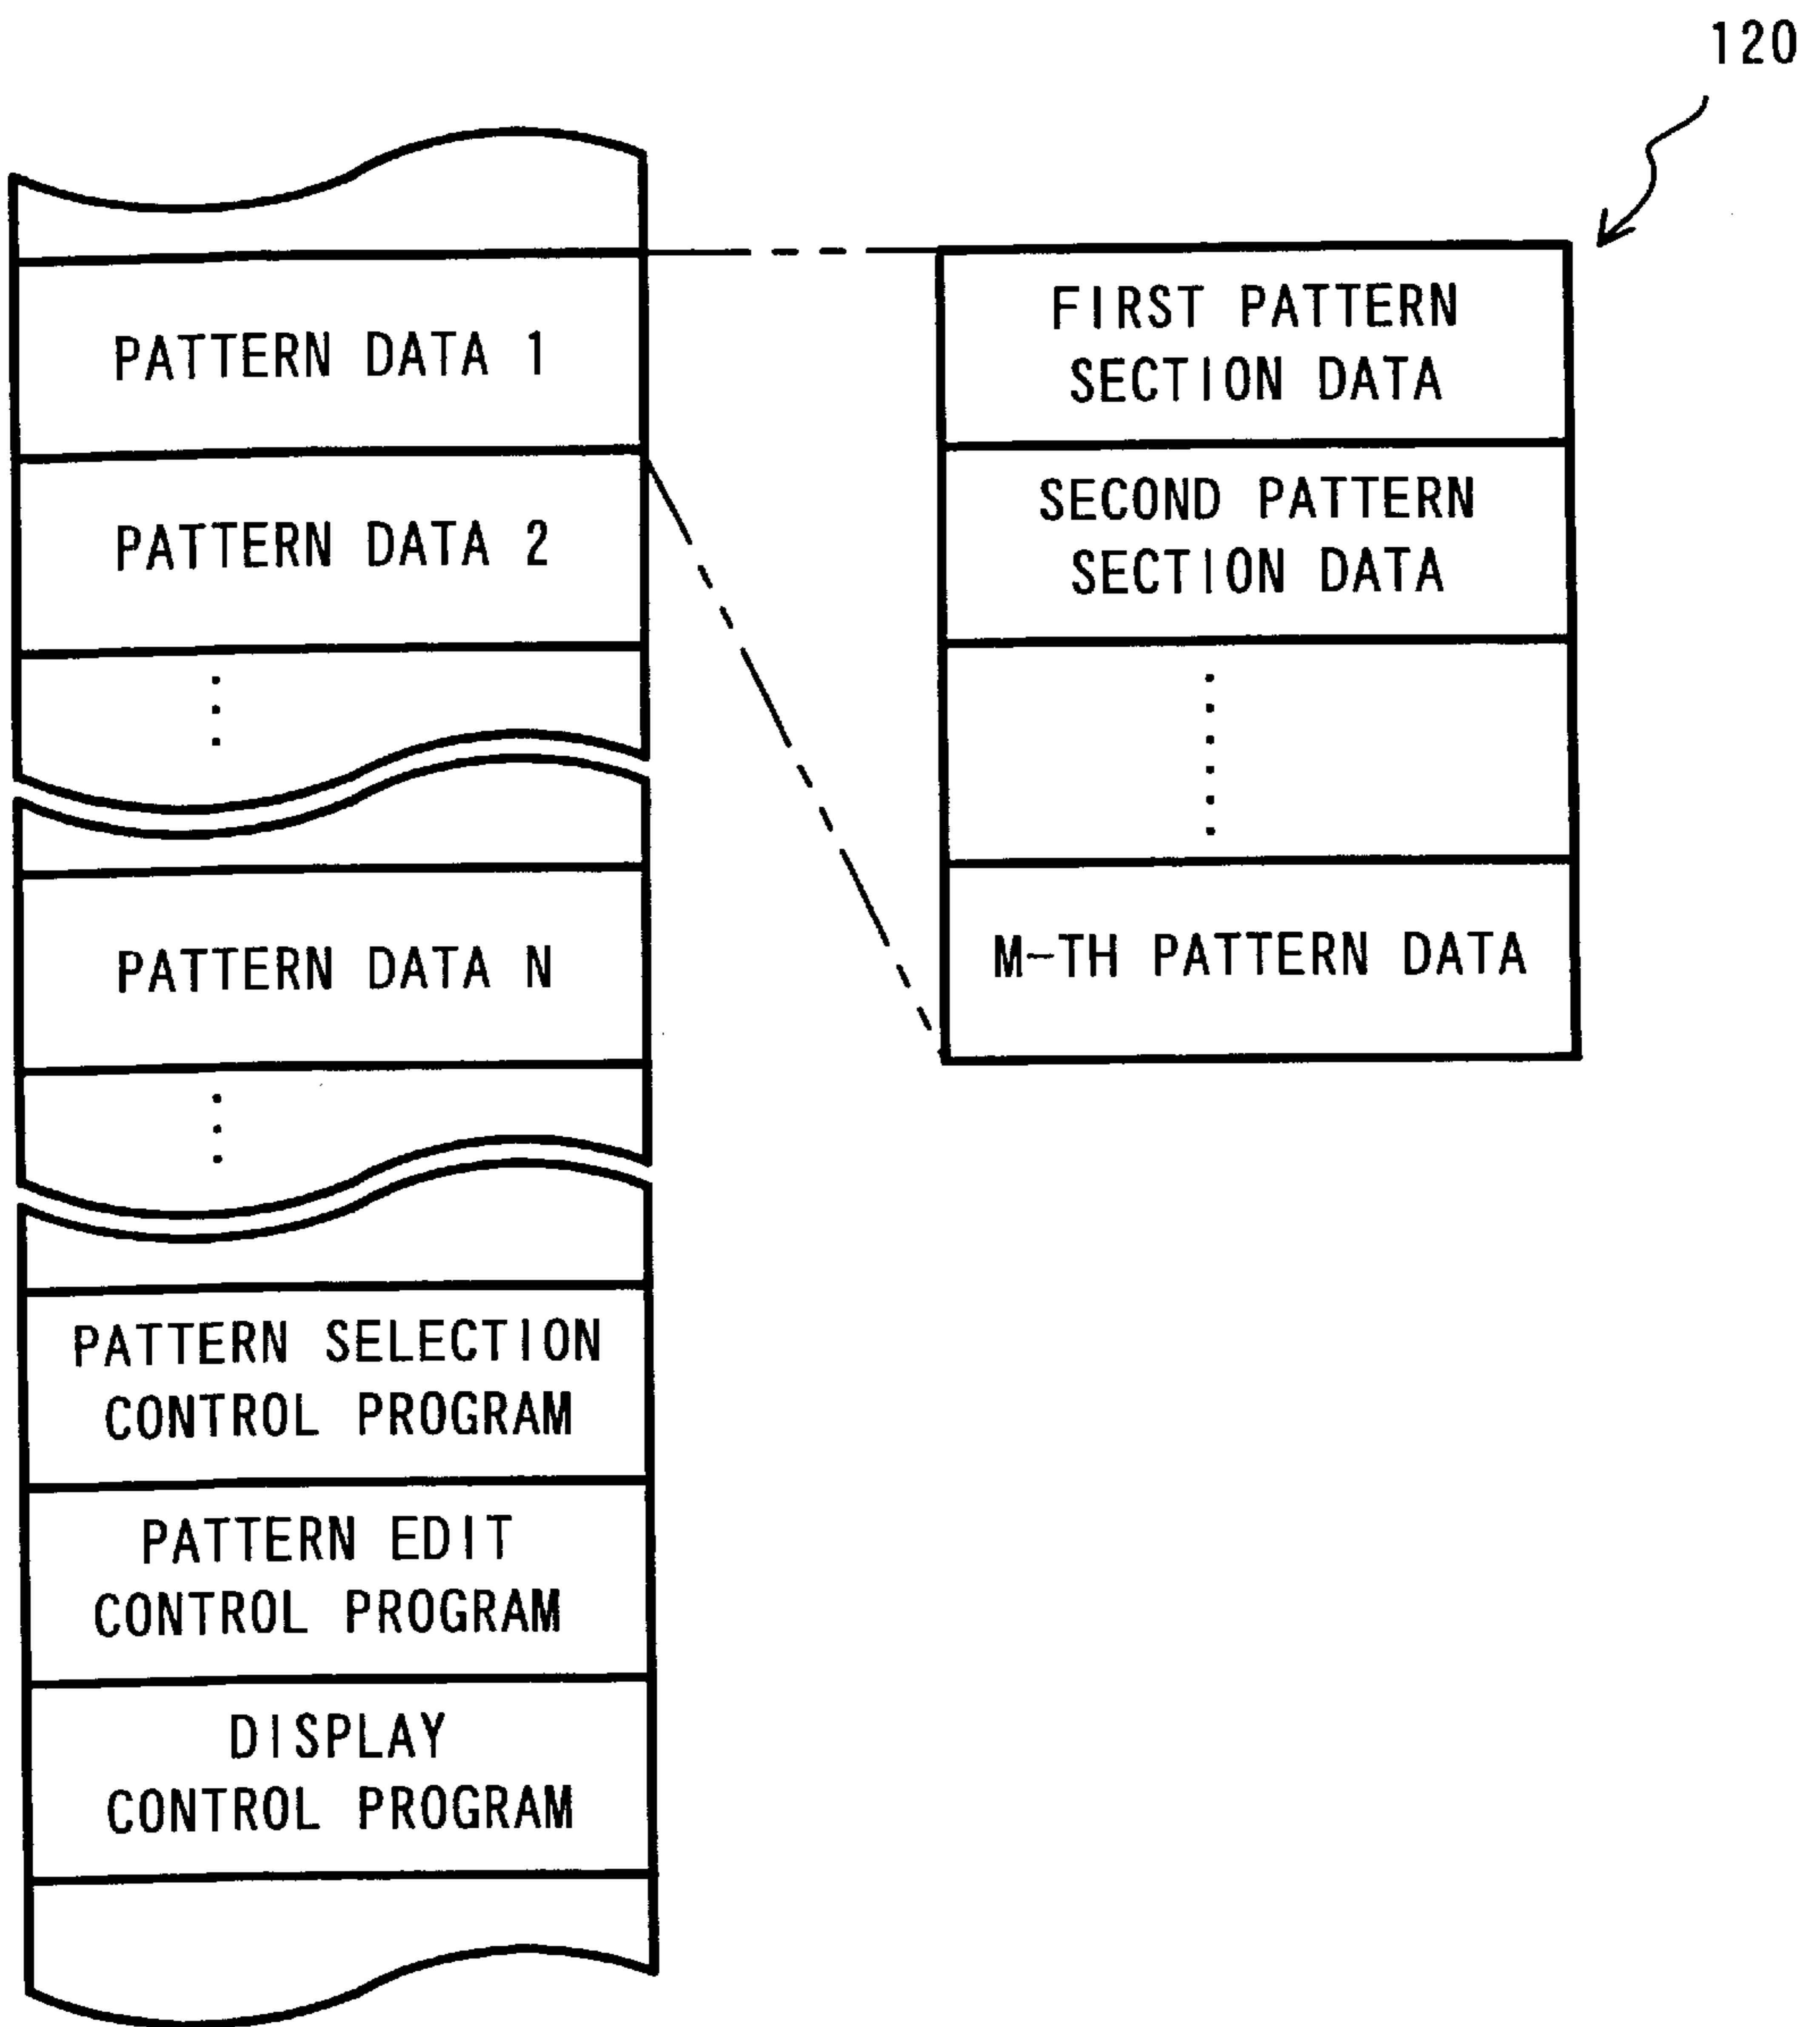 120
PATTERN DATA 1
PATTERN DATA 2
PATTERN DATA N
PATTERN SELECTION
CONTROL PROGRAM
PATTERN EDIT
CONTROL PROGRAM
DISPLAY
CONTROL PROGRAM
FIRST PATTERN
SECTION DATA
SECOND PATTERN
SECTION DATA
M-TH PATTERN DATA